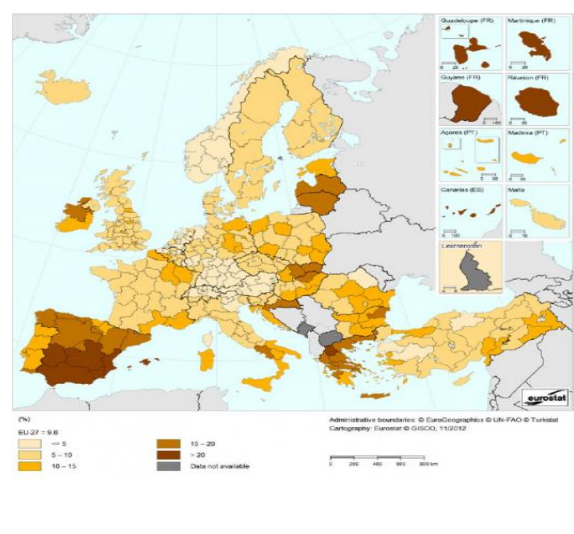 Guadeloupe (FR)
Martinique (FR)
Guyane (FR)
Réunion (FR)
Açores (PT)
Madeira (PT)
Canarias (ES)
Malta
Liechtenstein
eurostat
(%)
EU-27 = 9.6
<= 5
5 – 10
10 – 15
15 – 20
> 20
Data not available
Administrative boundaries: © EuroGeographics © UN-FAO © Turkstat
Cartography: Eurostat © GISCO, 11/2012
0 200 400 600 800 km